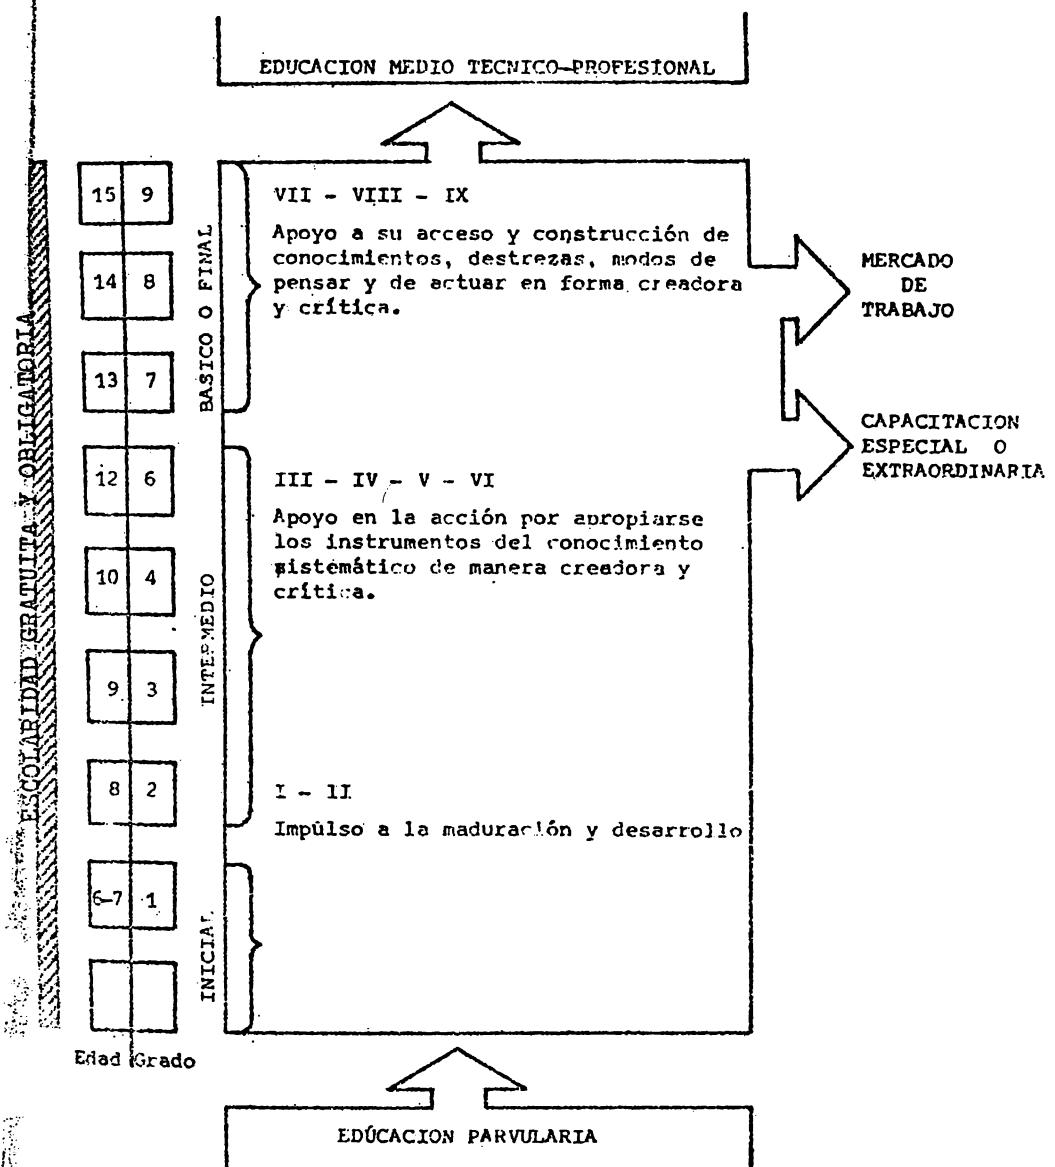 EDUCACION MEDIO TECNICO-PROFESIONAL
ESCOLARIDAD GRATUITA Y OBLIGATORIA
15 9
14 8
13 7
12 6
10 4
9 3
8 2
6-7 1
Edad Grado
BASICO O FINAL
INTERMEDIO
INICIAL
VII - VIII - IX
Apoyo a su acceso y construcción de
conocimientos, destrezas, modos de
pensar y de actuar en forma creadora
y crítica.
III - IV - V - VI
Apoyo en la acción por apropiarse
los instrumentos del conocimiento
sistemático de manera creadora y
crítica.
I - II
Impúlso a la maduración y desarrollo
MERCADO
DE
TRABAJO
CAPACITACION
ESPECIAL O
EXTRAORDINARIA
EDÚCACION PARVULARIA